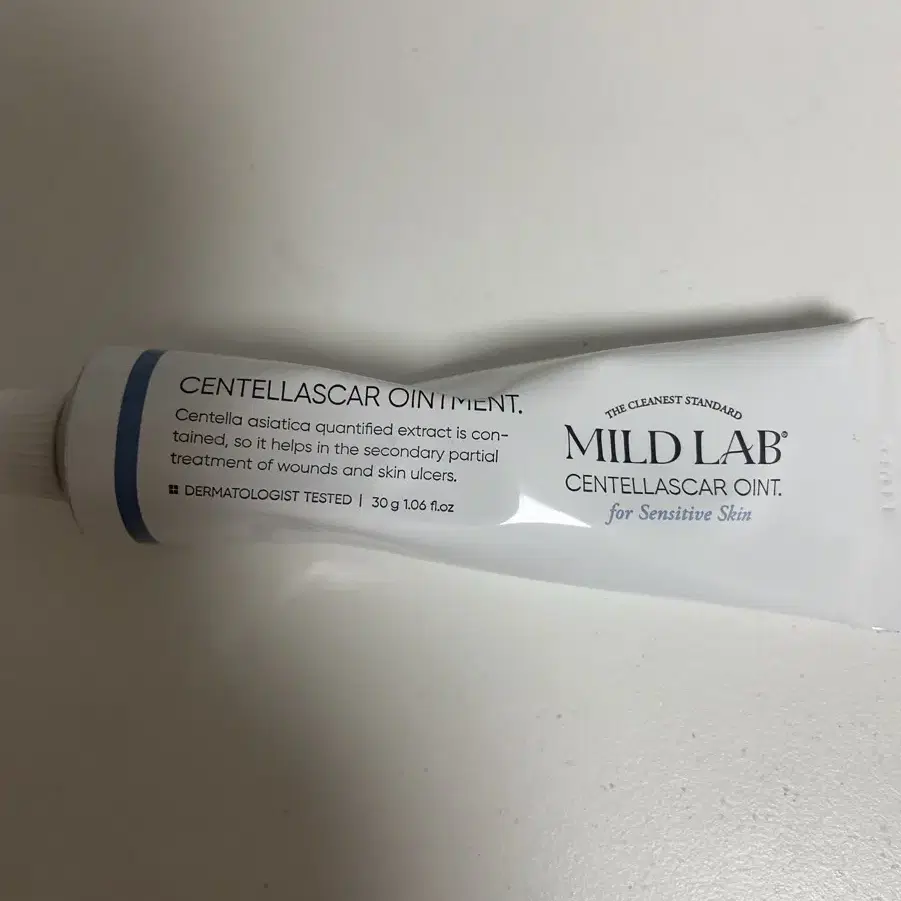 CENTELLASCAR OINTMENT.
Centella asiatica quantified extract is con-
tained, so it helps in the secondary partial
treatment of wounds and skin ulcers.
DERMATOLOGIST TESTED | 30 g 1.06 fl.oz
THE CLEANEST STANDARD
MILD LAB®
CENTELLASCAR OINT.
for Sensitive Skin